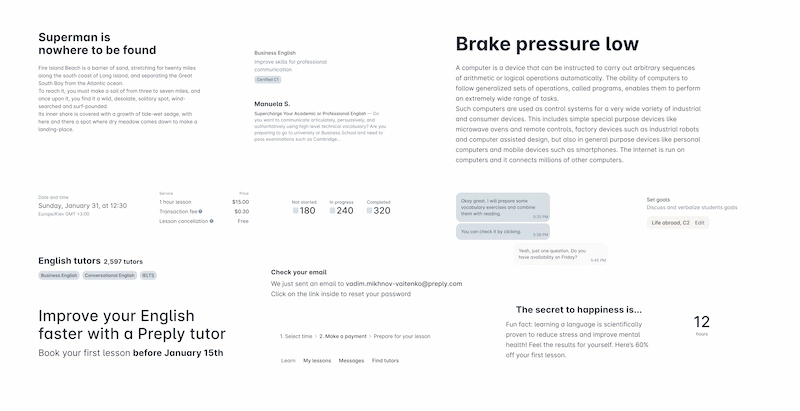 Superman is
nowhere to be found
Fire Island Beach is a barrier of sand, stretching for twenty miles
along the south coast of Long Island, and separating the Great
South Bay from the Atlantic ocean.
To reach it, you must make a sail of from three to seven miles, and
once upon it, you find it a wild, desolate, solitary spot, wind-
searched and surf-pounded.
Its inner shore is covered with a growth of tide-wet sedge, with
here and there a spot where dry meadow comes down to make a
landing-place.
Business English
Improve skills for professional
communication
Certified C1
Manuela S.
Supercharge Your Academic or Professional English — Do
you want to communicate articulately, persuasively, and
authoritatively using high level vocabulary? Are you
preparing to go to university or Business School and need to
pass examinations such as Cambridge...
Brake pressure low
A computer is a device that can be instructed to carry out arbitrary sequences
of arithmetic or logical operations automatically. The ability of computers to
follow generalized sets of operations, called programs, enables them to perform
an extremely wide range of tasks.
Such computers are used as control systems for a very wide variety of industrial
and consumer devices. This includes simple special purpose devices like
microwave ovens and remote controls, factory devices such as industrial robots
and computer assisted design, but also in general purpose devices like personal
computers and mobile devices such as smartphones. The Internet is run on
computers and it connects millions of other computers.
Date and time
Sunday, January 31, at 12:30
Europe/Kiev GMT +3:00
Service Price
1 hour lesson $15.00
Transaction fee $0.30
Lesson cancellation Free
Not started In progress Completed
180 240 320
Okay great. I will prepare some
vocabulary exercises and combine
them with reading.
5:35 PM
You can check it by clicking.
5:38 PM
Yeah, just one question. Do you
have availability on Friday?
5:45 PM
Set goals
Discuss and verbalize students goals
Life abroad, C2 Edit
English tutors 2,597 tutors
Business English Conversational English IELTS
Check your email
We just sent an email to vadim.mikhnov-vaitenko@preply.com
Click on the link inside to reset your password
Improve your English
faster with a Preply tutor
Book your first lesson before January 15th
1. Select time › 2. Make a payment › Prepare for your lesson
Learn My lessons Messages Find tutors
The secret to happiness is...
Fun fact: learning a language is scientifically
proven to reduce stress and improve mental
health! Feel the results for yourself. Here's 60%
off your first lesson.
12
hours